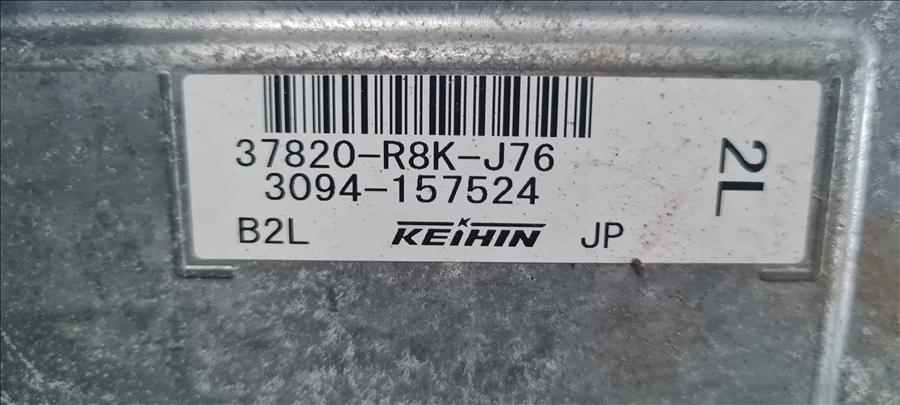 37820-R8K-J76
3094-157524
B2L KEIHIN JP
2L